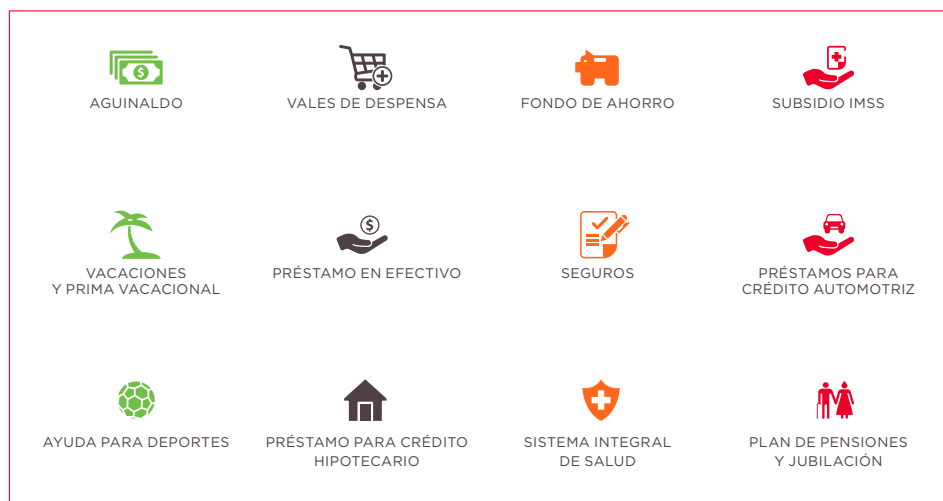 AGUINALDO
VALES DE DESPENSA
FONDO DE AHORRO
SUBSIDIO IMSS
VACACIONES
Y PRIMA VACACIONAL
PRÉSTAMO EN EFECTIVO
SEGUROS
PRÉSTAMOS PARA
CRÉDITO AUTOMOTRIZ
AYUDA PARA DEPORTES
PRÉSTAMO PARA CRÉDITO
HIPOTECARIO
SISTEMA INTEGRAL
DE SALUD
PLAN DE PENSIONES
Y JUBILACIÓN